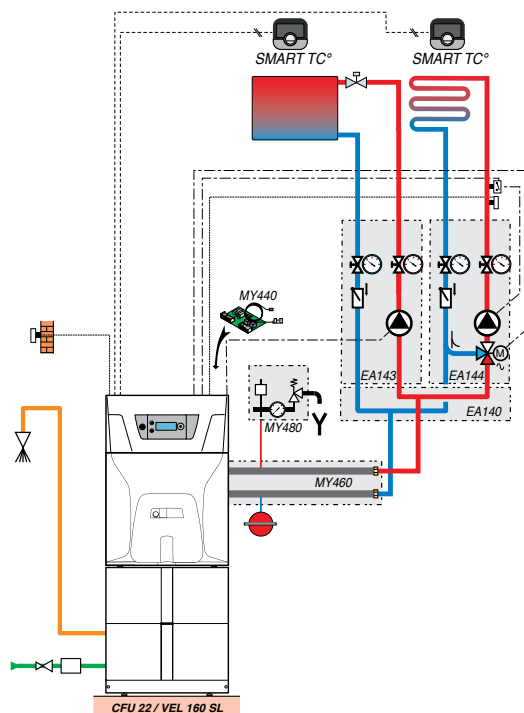 SMART TC°
SMART TC°
MY440
M
EA143
EA144
EA140
MY480
MY460
CFU 22 / VEL 160 SL